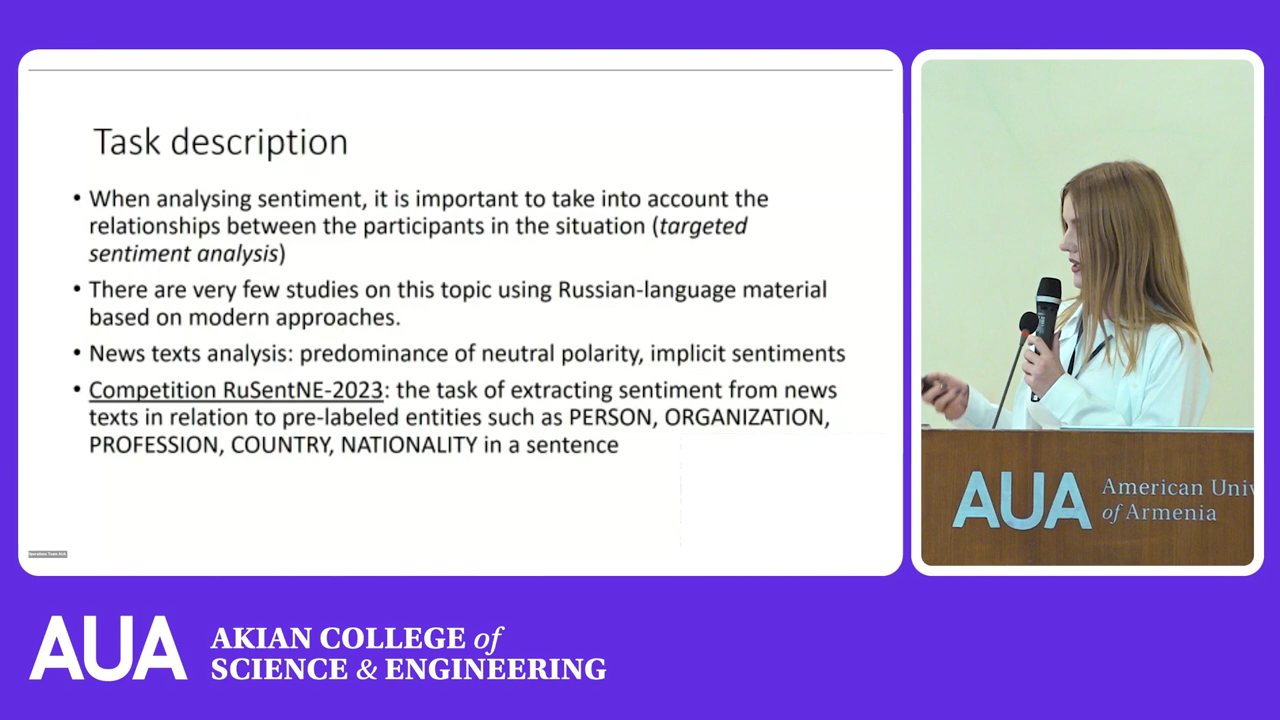 Task description
• When analysing sentiment, it is important to take into account the
relationships between the participants in the situation (targeted
sentiment analysis)
• There are very few studies on this topic using Russian-language material
based on modern approaches.
• News texts analysis: predominance of neutral polarity, implicit sentiments
• Competition RuSentNE-2023: the task of extracting sentiment from news
texts in relation to pre-labeled entities such as PERSON, ORGANIZATION,
PROFESSION, COUNTRY, NATIONALITY in a sentence
Operations Team AUA
AUA
American Univ
of Armenia
AUA
AKIAN COLLEGE of
SCIENCE & ENGINEERING